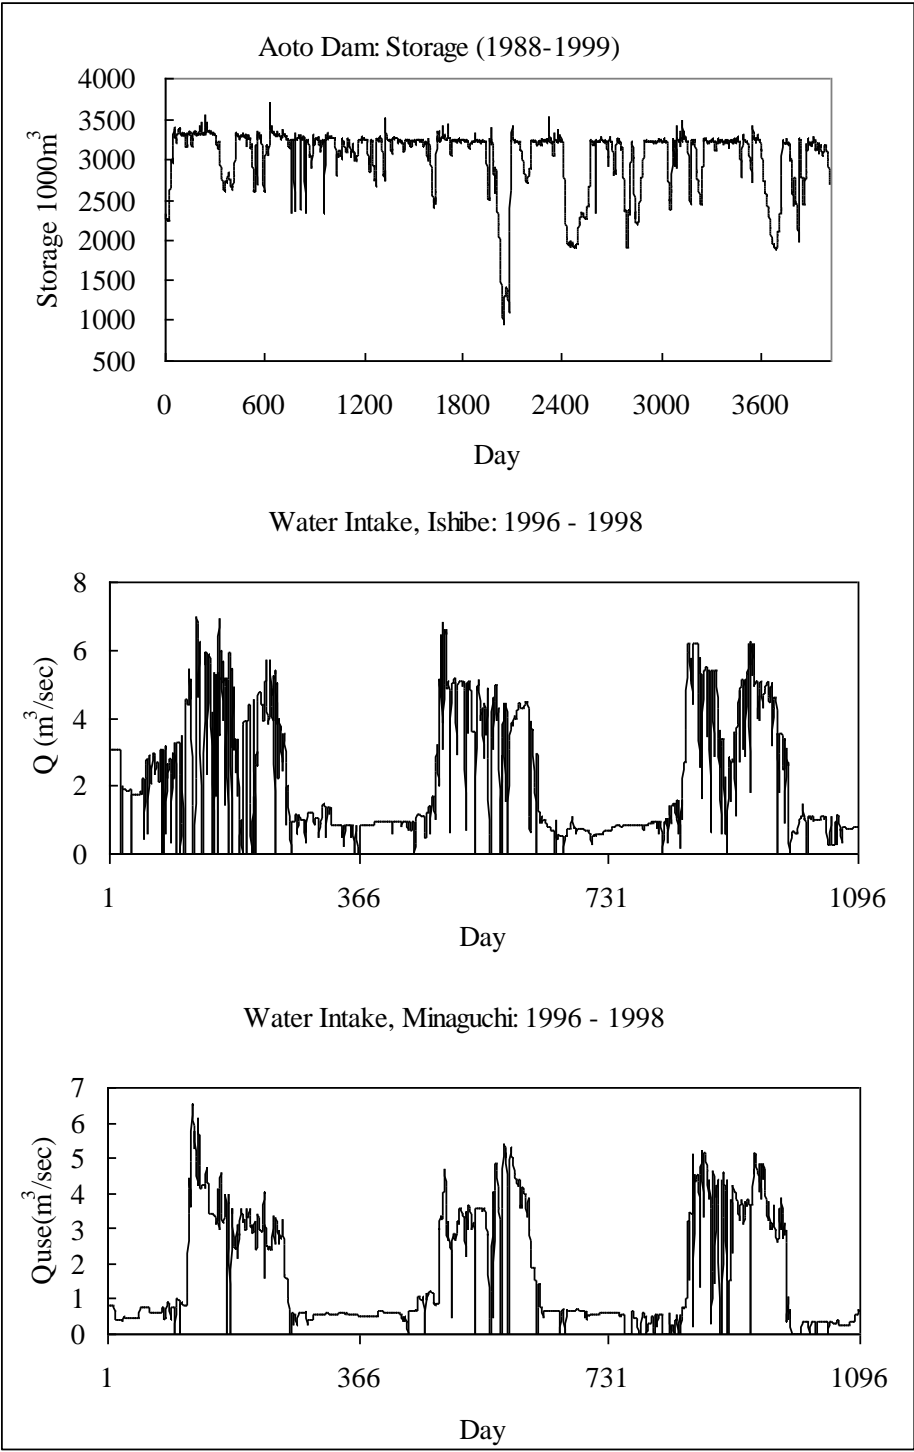 Aoto Dam: Storage (1988-1999)
Storage 1000m³
4000
3500
3000
2500
2000
1500
1000
500
0 600 1200 1800 2400 3000 3600
Day
Water Intake, Ishibe: 1996 - 1998
Q (m³/sec)
8
6
4
2
0
1 366 731 1096
Day
Water Intake, Minaguchi: 1996 - 1998
Quse(m³/sec)
7
6
5
4
3
2
1
0
1 366 731 1096
Day